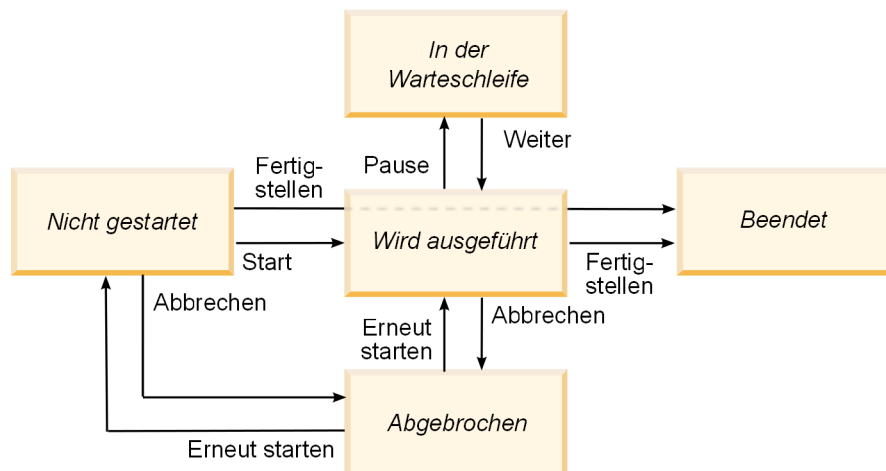 In der
Warteschleife
Pause
Weiter
Fertig-
stellen
Nicht gestartet
Start
Wird ausgeführt
Beendet
Fertig-
stellen
Abbrechen
Erneut
starten
Abbrechen
Abgebrochen
Erneut starten